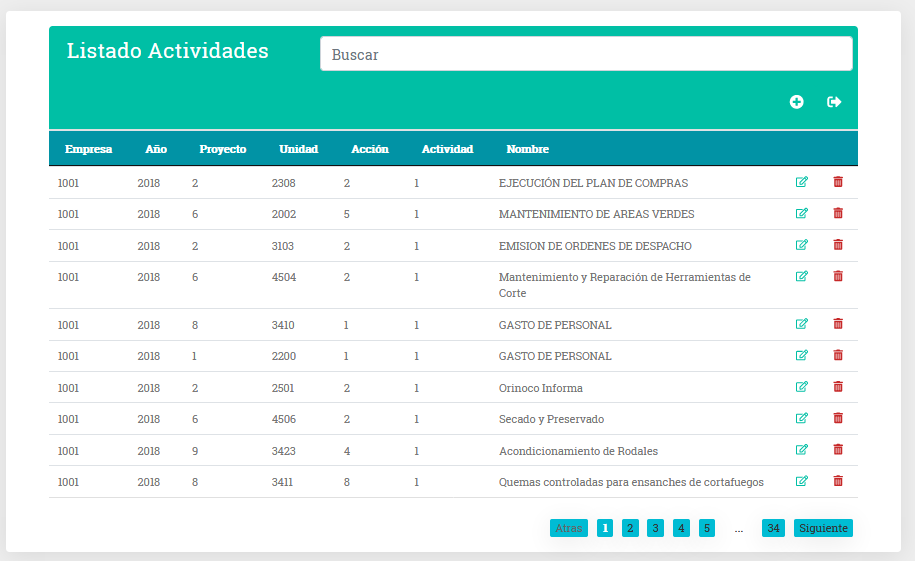 Listado Actividades
Buscar
Empresa Año Proyecto Unidad Acción Actividad Nombre
1001 2018 2 2308 2 1 EJECUCIÓN DEL PLAN DE COMPRAS
1001 2018 6 2002 5 1 MANTENIMIENTO DE AREAS VERDES
1001 2018 2 3103 2 1 EMISION DE ORDENES DE DESPACHO
1001 2018 6 4504 2 1 Mantenimiento y Reparación de Herramientas de
Corte
1001 2018 8 3410 1 1 GASTO DE PERSONAL
1001 2018 1 2200 1 1 GASTO DE PERSONAL
1001 2018 2 2501 2 1 Orinoco Informa
1001 2018 6 4506 2 1 Secado y Preservado
1001 2018 9 3423 4 1 Acondicionamiento de Rodales
1001 2018 8 3411 8 1 Quemas controladas para ensanches de cortafuegos
Atras 1 2 3 4 5 ... 34 Siguiente